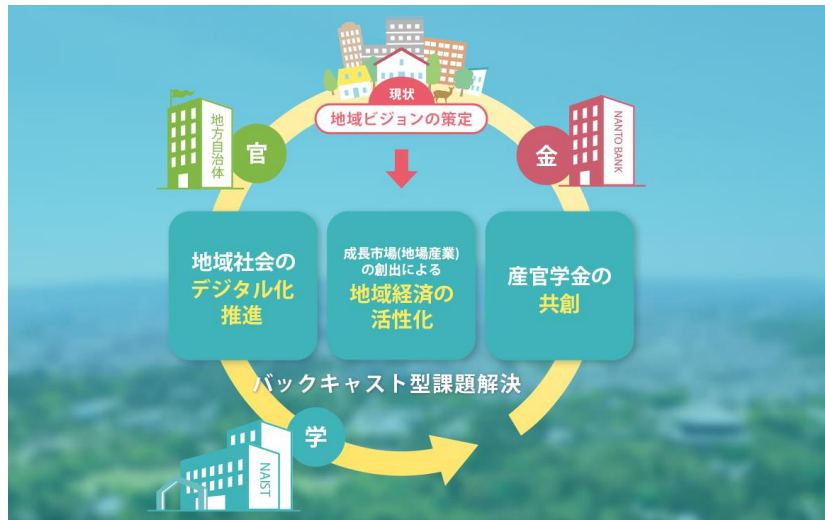 現状
地域ビジョンの策定
地方自治体
官
金
NANTO BANK
地域社会の
デジタル化
推進
成長市場(地場産業)
の創出による
地域経済の
活性化
産官学金の
共創
バックキャスト型課題解決
学
NAIST